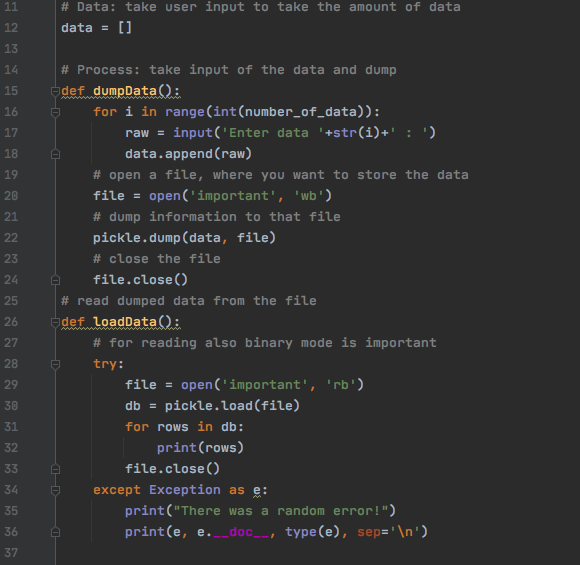 11 # Data: take user input to take the amount of data
12 data = []
13
14 # Process: take input of the data and dump
15 def dumpData():
16     for i in range(int(number_of_data)):
17         raw = input('Enter data '+str(i)+' : ')
18         data.append(raw)
19     # open a file, where you want to store the data
20     file = open('important', 'wb')
21     # dump information to that file
22     pickle.dump(data, file)
23     # close the file
24     file.close()
25 # read dumped data from the file
26 def loadData():
27     # for reading also binary mode is important
28     try:
29         file = open('important', 'rb')
30         db = pickle.load(file)
31         for rows in db:
32             print(rows)
33         file.close()
34     except Exception as e:
35         print("There was a random error!")
36         print(e, e.__doc__, type(e), sep='\n')
37